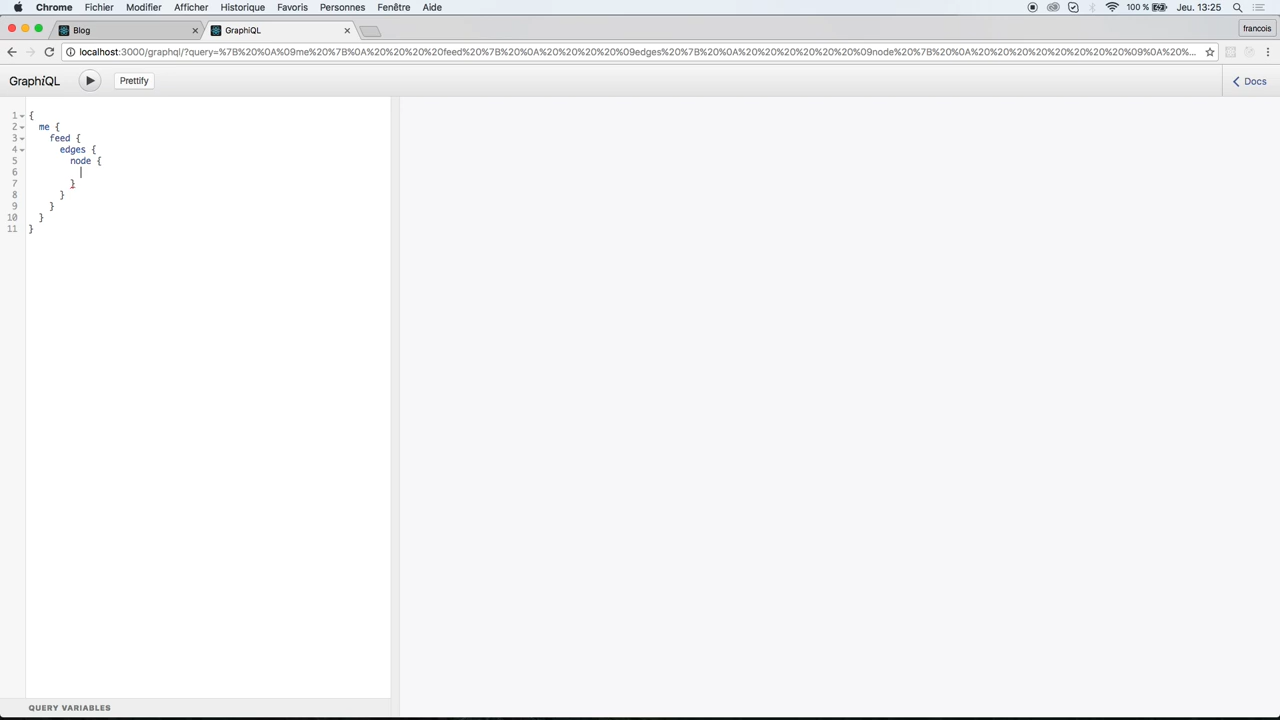 Chrome Fichier Modifier Afficher Historique Favoris Personnes Fenêtre Aide 100 % Jeu. 13:25
Blog GraphiQL francois
localhost:3000/graphql/?query=%7B%20%0A%09me%20%7B%0A%20%20%20%20feed%20%7B%20%0A%20%20%20%20%09edges%20%7B%20%0A%20%20%20%20%20%20%20%09node%20%7B%20%0A%20%20%20%20%20%20%20%20%20%20%09%0A%20%20%...
GraphiQL Prettify Docs
1 {
2 me {
3 feed {
4 edges {
5 node {
6
7 }
8 }
9 }
10 }
11 }
QUERY VARIABLES